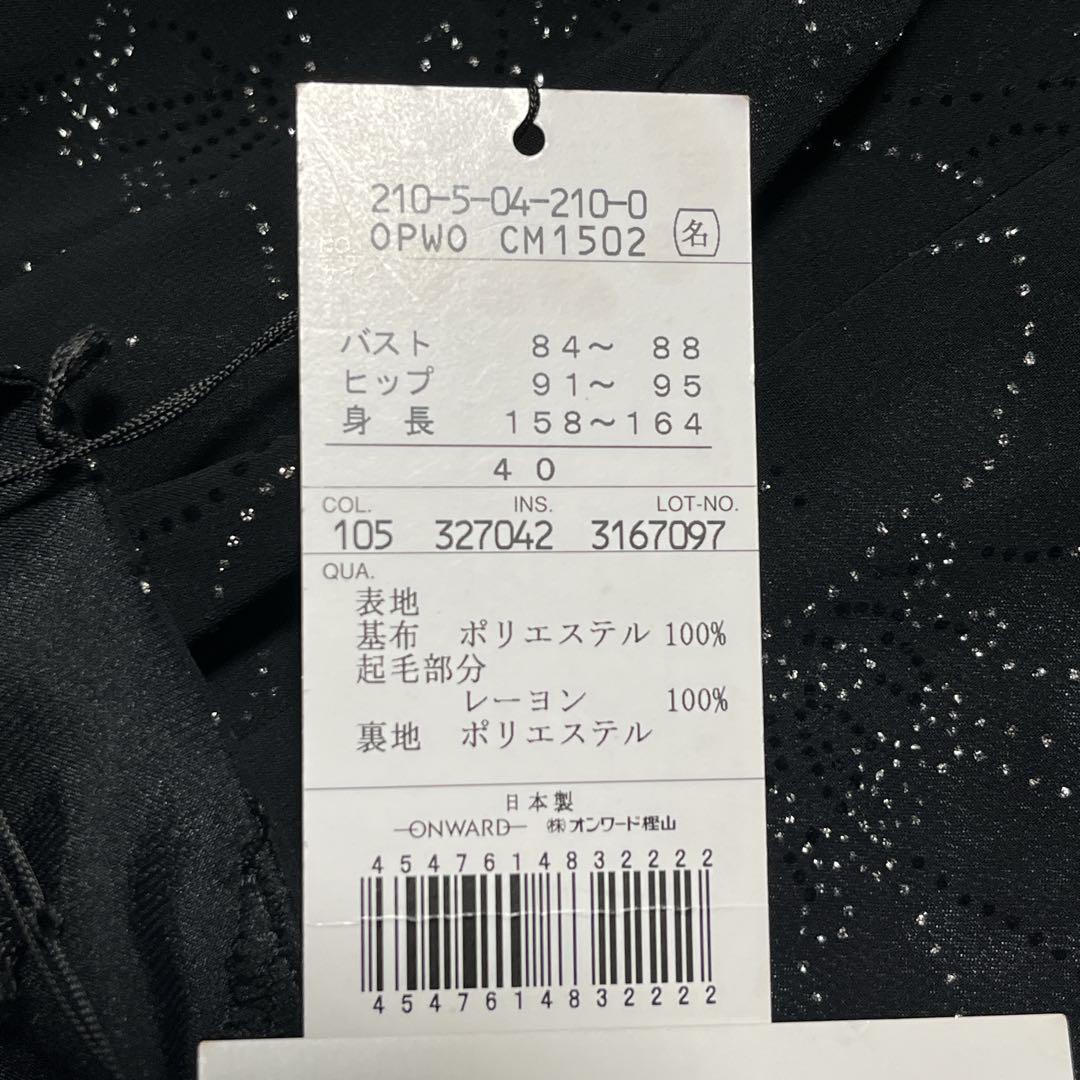 210-5-04-210-0
NO. OPWO CM1502 名
バスト 84～ 88
ヒップ 91～ 95
身長 158～164
40
COL. INS. LOT-NO.
105 327042 3167097
QUA.
表地
基布 ポリエステル 100%
起毛部分
レーヨン 100%
裏地 ポリエステル
日本製
ONWARD ㈱オンワード樫山
4547614832222
4547614832222